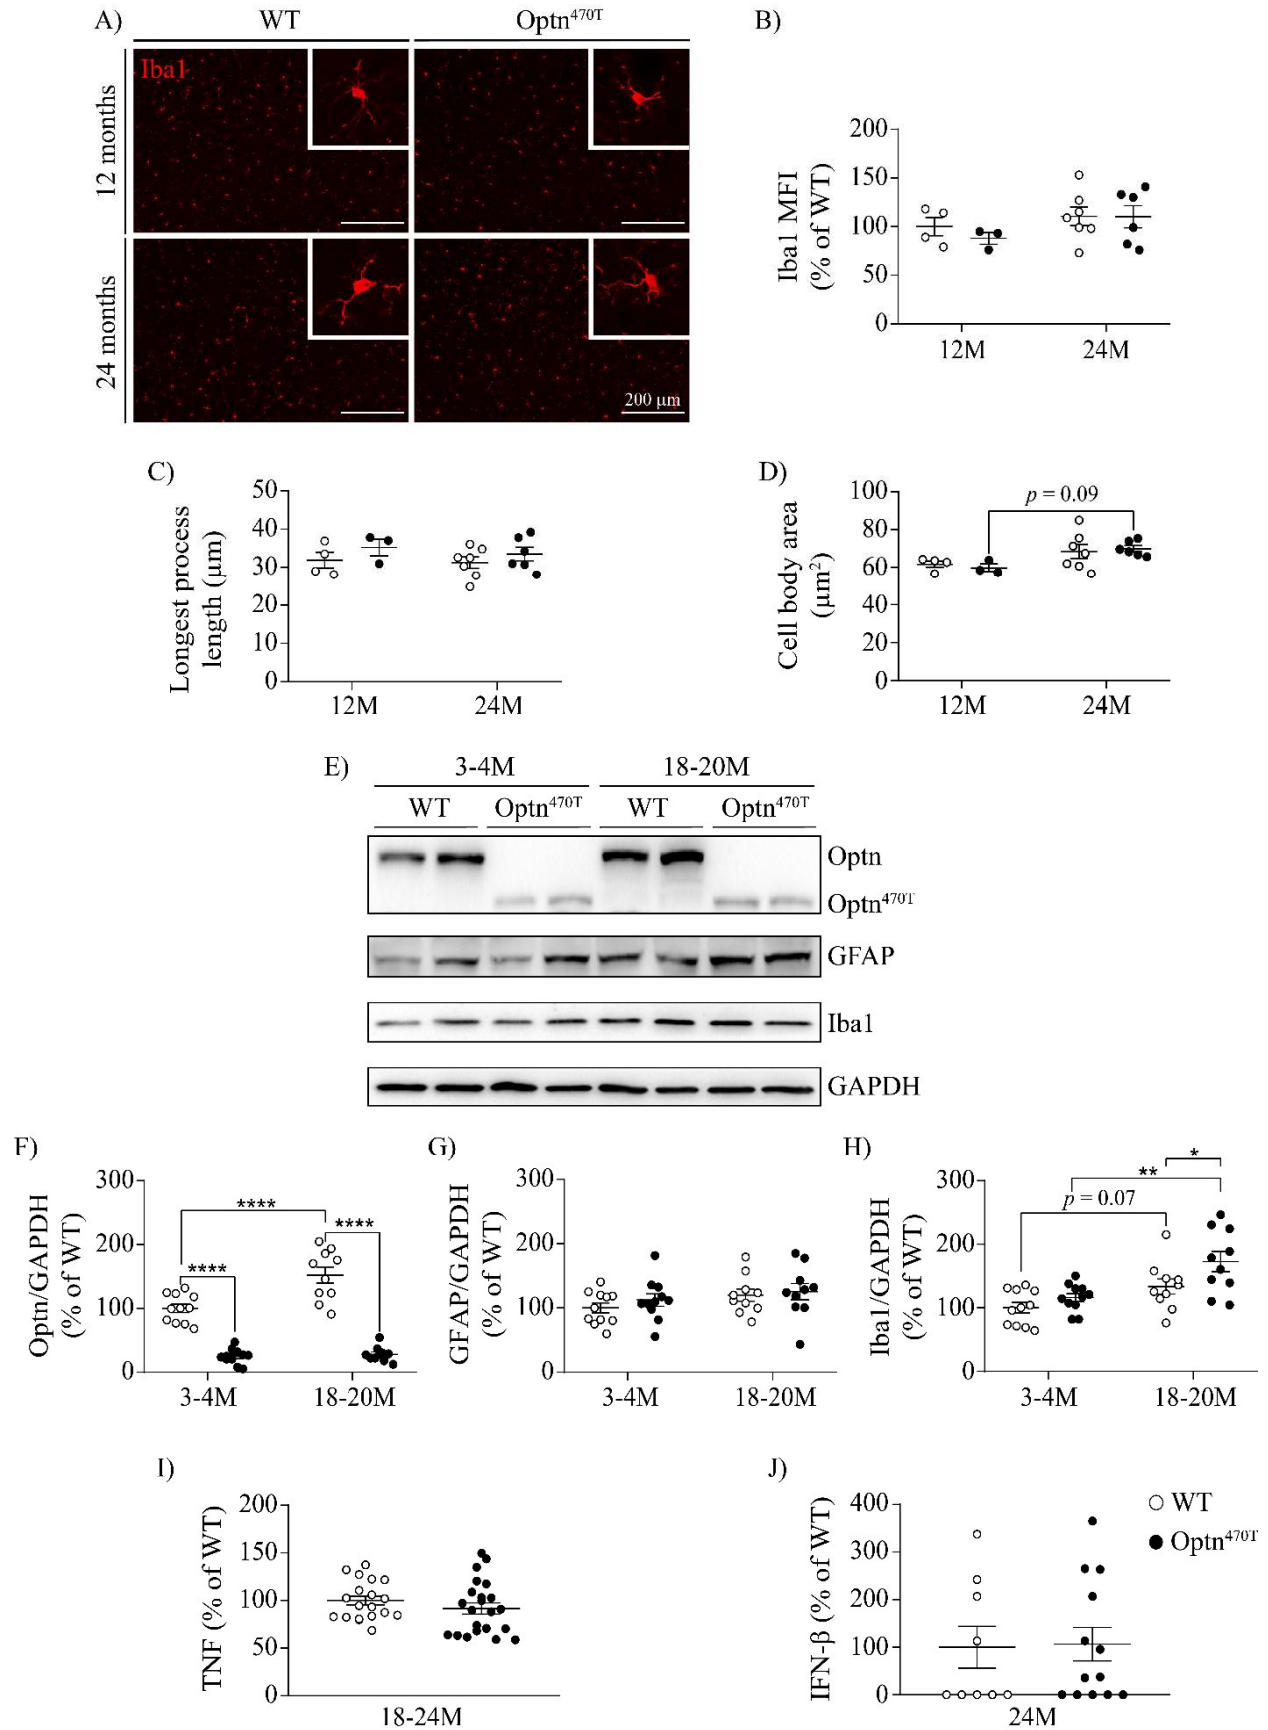 A)
WT
Optn470T
Iba1
12 months
24 months
200 µm
B)
Iba1 MFI
(% of WT)
200
150
100
50
0
12M
24M
C)
Longest process
length (µm)
50
40
30
20
10
0
12M
24M
D)
Cell body area
(µm2)
100
80
60
40
20
0
p = 0.09
12M
24M
E)
3-4M
18-20M
WT
Optn470T
WT
Optn470T
Optn
Optn470T
GFAP
Iba1
GAPDH
F)
Optn/GAPDH
(% of WT)
300
200
100
0
****
****
****
3-4M
18-20M
G)
GFAP/GAPDH
(% of WT)
300
200
100
0
3-4M
18-20M
H)
Iba1/GAPDH
(% of WT)
300
200
100
0
*
**
p = 0.07
3-4M
18-20M
I)
TNF (% of WT)
200
150
100
50
0
18-24M
J)
IFN-β (% of WT)
400
300
200
100
0
24M
WT
Optn470T